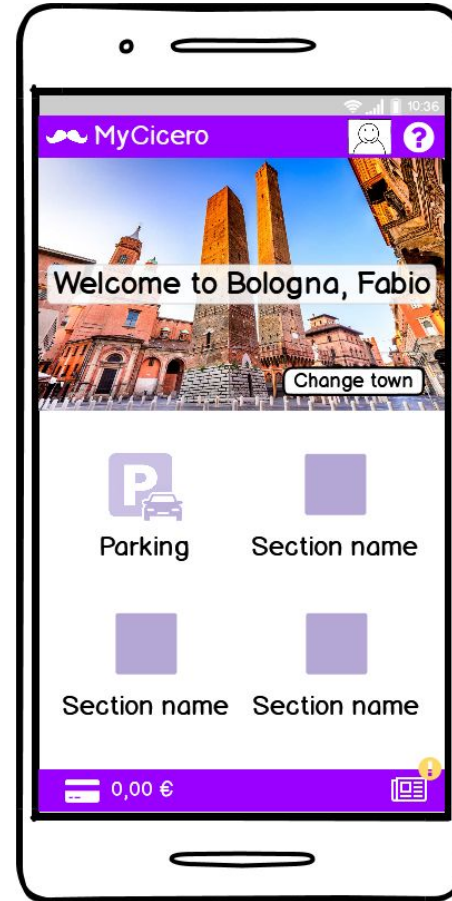 10:36
MyCicero
?
Welcome to Bologna, Fabio
Change town
P
Parking
Section name
Section name
Section name
0,00 €
!